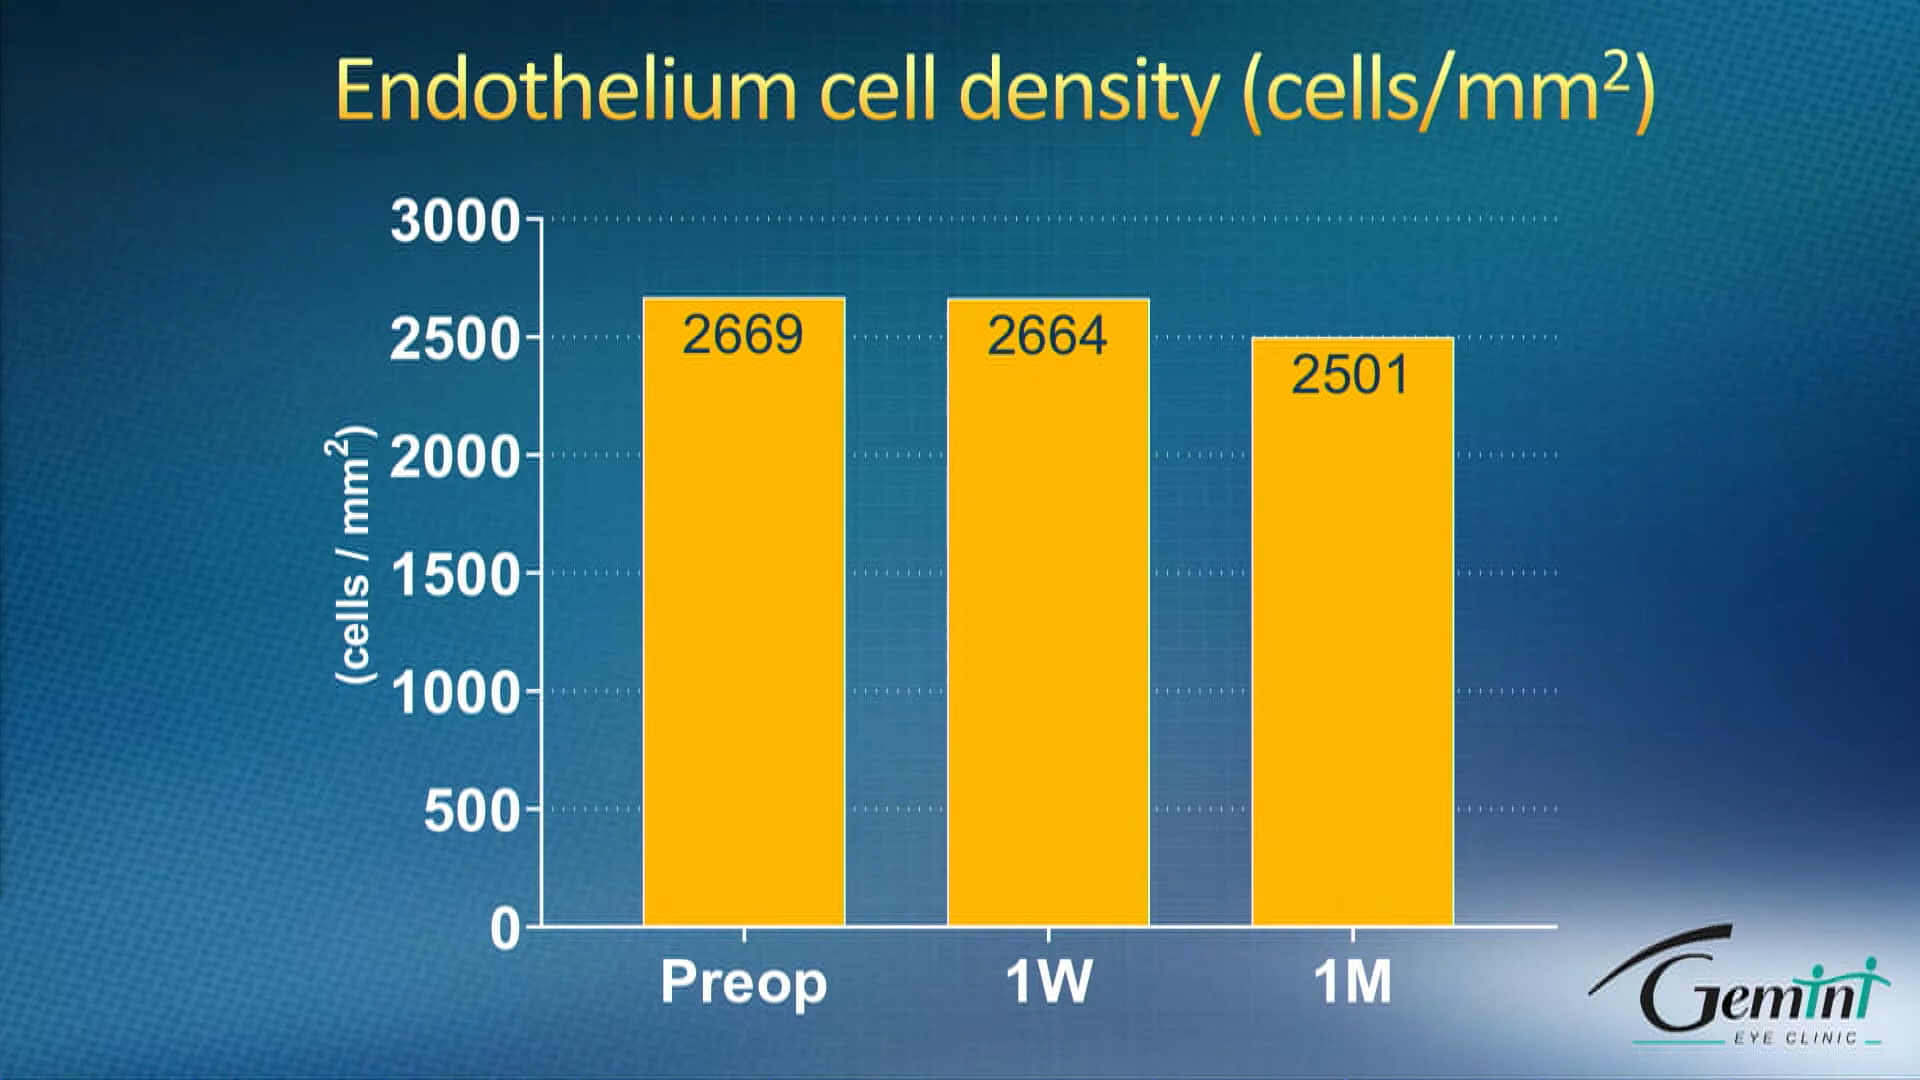 Endothelium cell density (cells/mm²)
3000
2500
2000
1500
1000
500
0
(cells / mm²)
2669
2664
2501
Preop
1W
1M
Gemini
EYE CLINIC